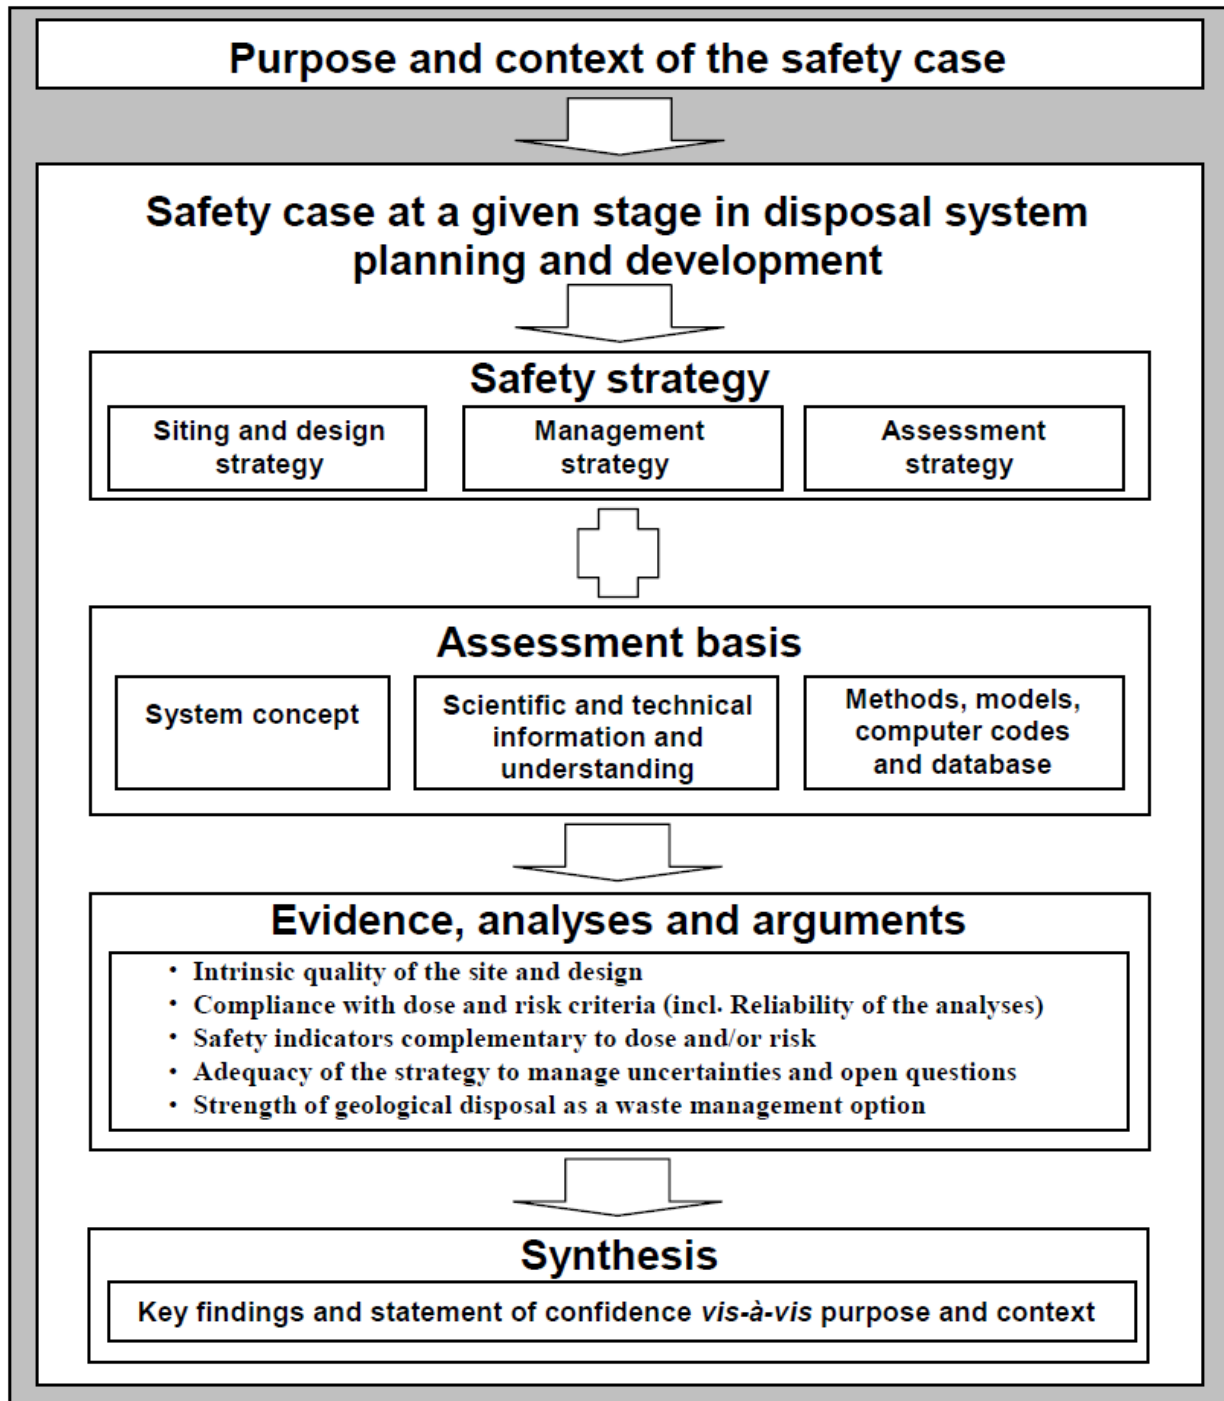 Purpose and context of the safety case
Safety case at a given stage in disposal system
planning and development
Safety strategy
Siting and design
strategy
Management
strategy
Assessment
strategy
Assessment basis
System concept
Scientific and technical
information and
understanding
Methods, models,
computer codes
and database
Evidence, analyses and arguments
• Intrinsic quality of the site and design
• Compliance with dose and risk criteria (incl. Reliability of the analyses)
• Safety indicators complementary to dose and/or risk
• Adequacy of the strategy to manage uncertainties and open questions
• Strength of geological disposal as a waste management option
Synthesis
Key findings and statement of confidence vis-à-vis purpose and context